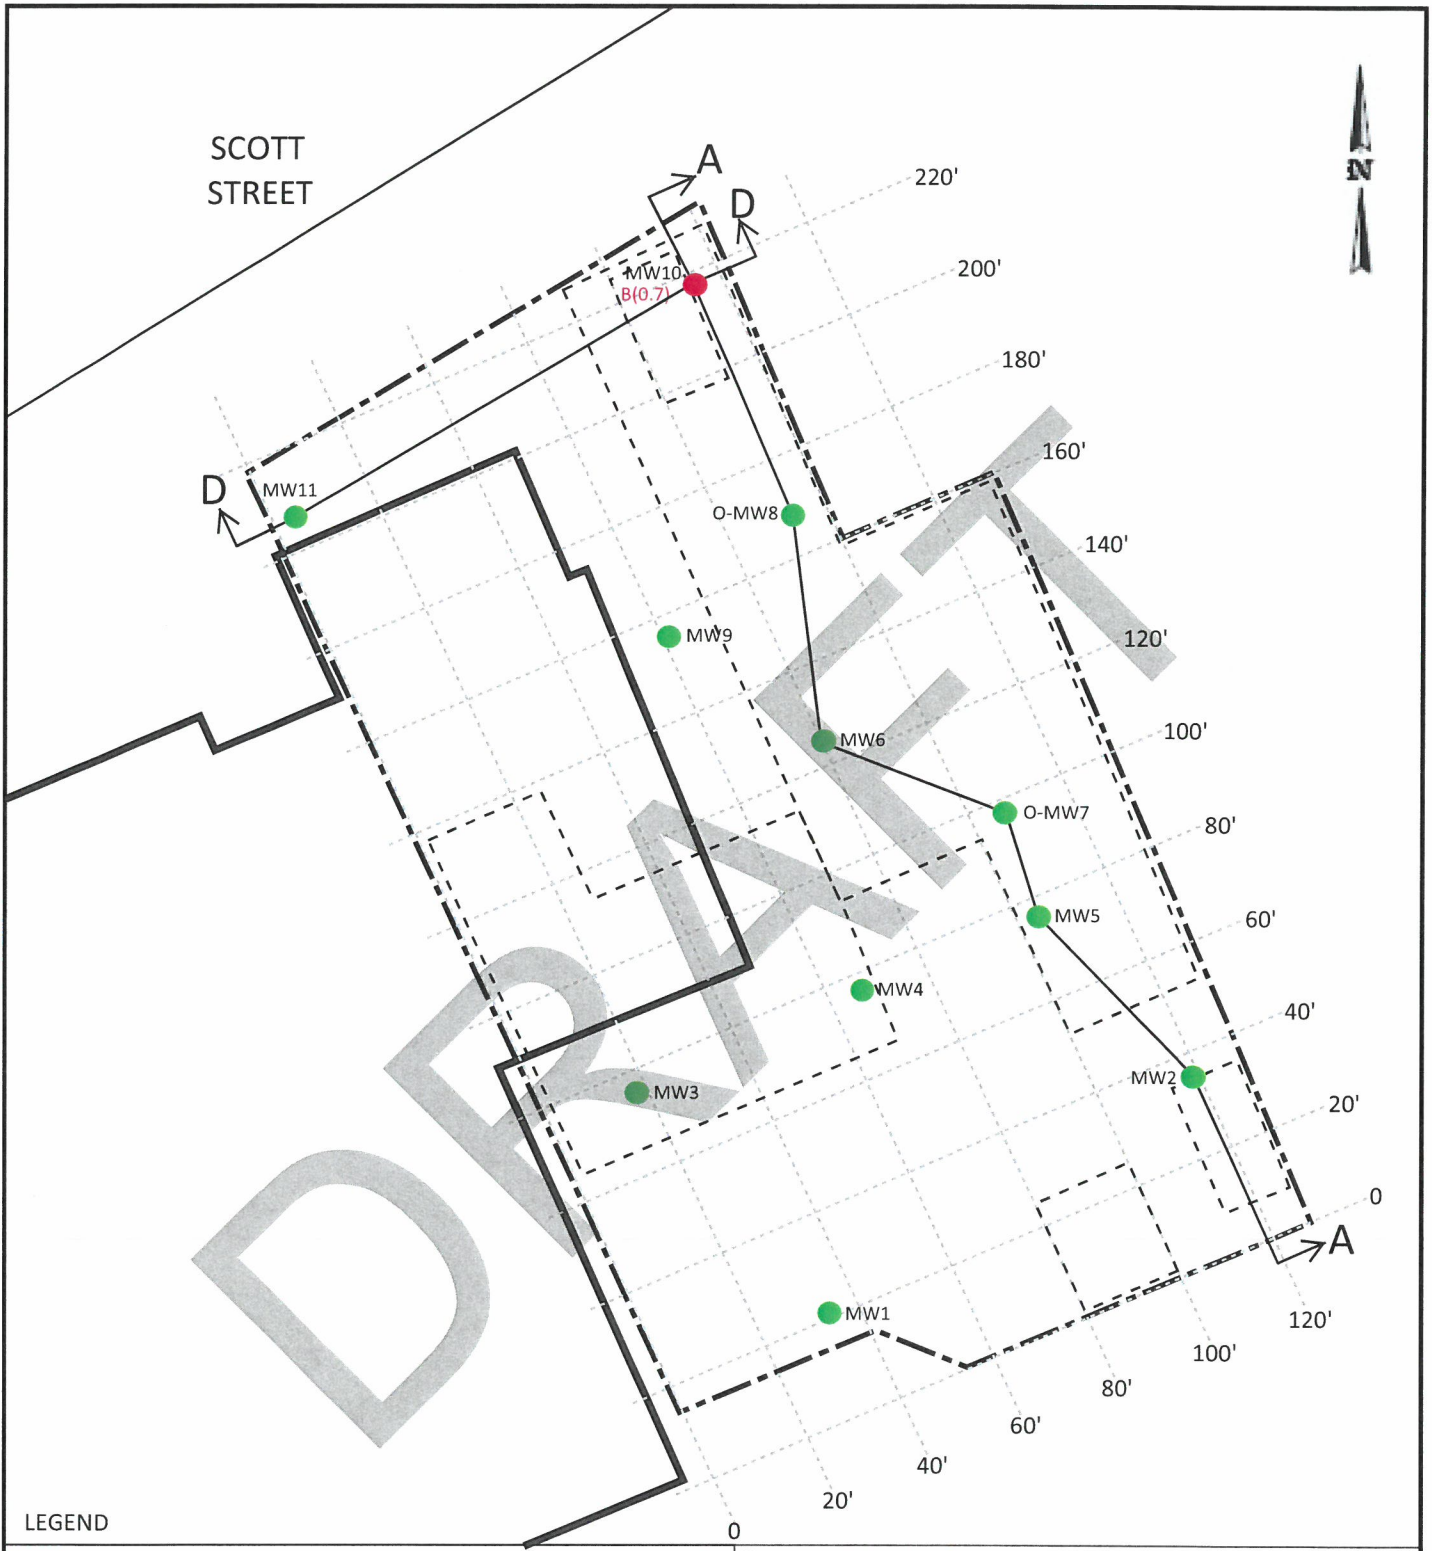 SCOTT
STREET
N
A
D
220'
MW10
B(0.7)
200'
180'
160'
D
MW11
O-MW8
140'
MW9
120'
MW6
100'
O-MW7
80'
MW5
60'
MW4
40'
MW3
MW2
20'
0
A
MW1
120'
100'
80'
60'
40'
20'
0
DRAFT
LEGEND